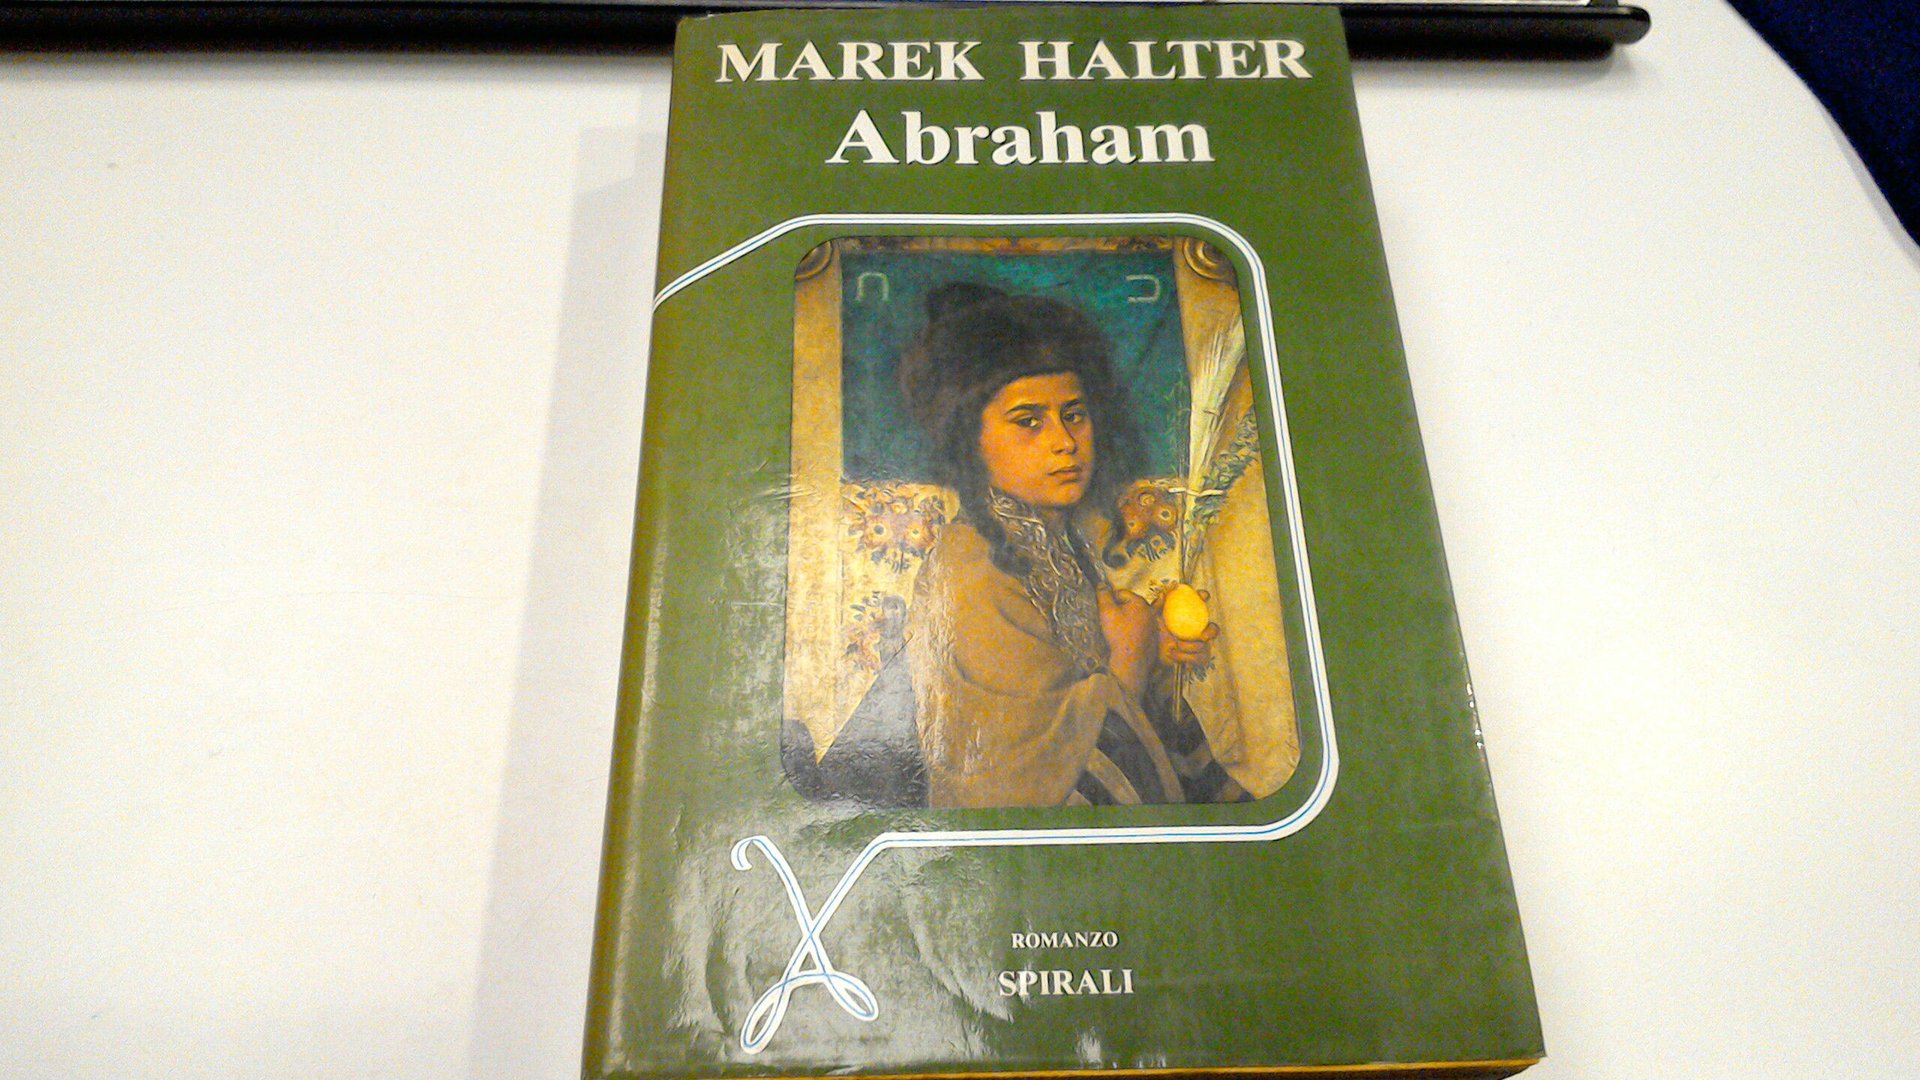 MAREK HALTER
Abraham
ח כ
ROMANZO
SPIRALI